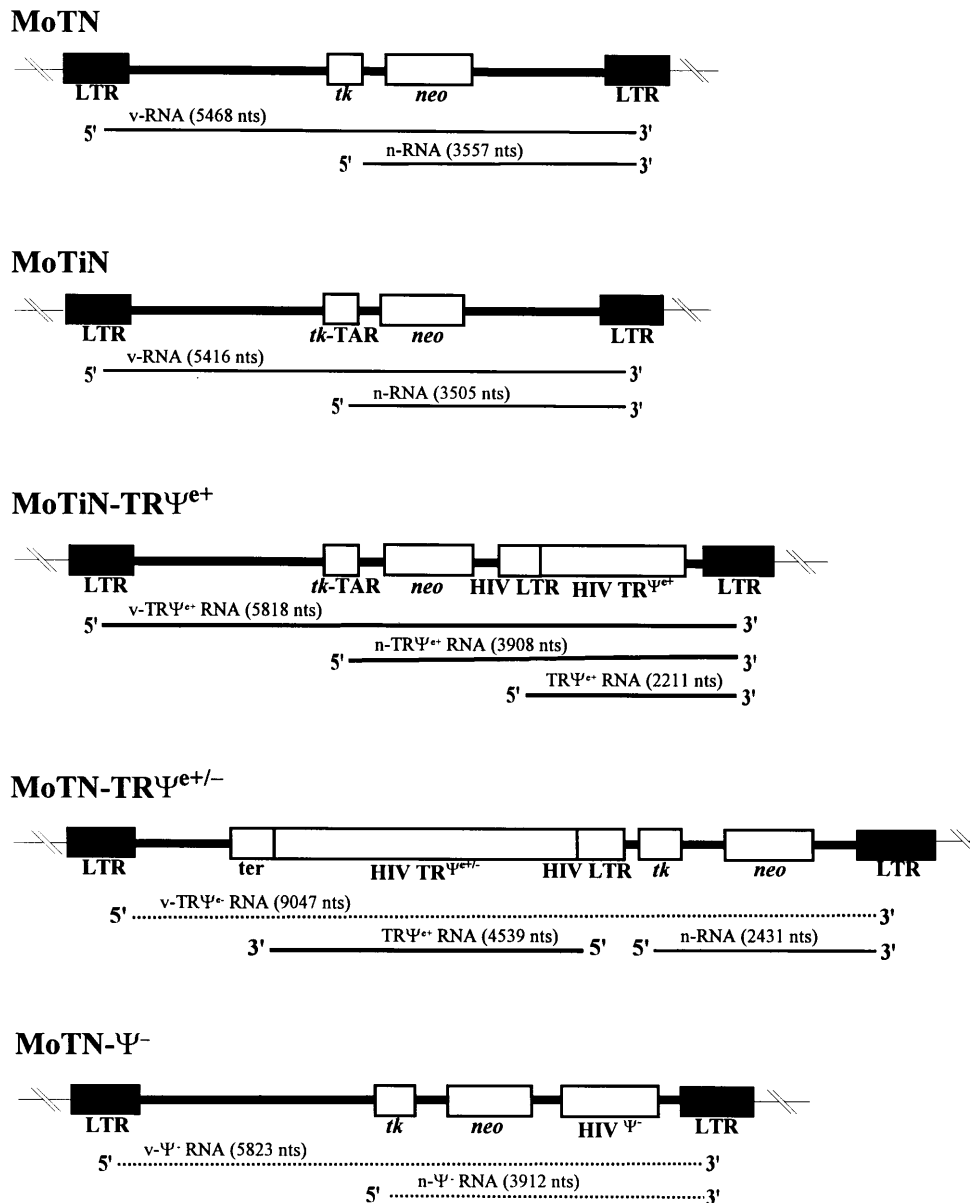 MoTN
LTR tk neo LTR
v-RNA (5468 nts)
5' 3'
n-RNA (3557 nts)
5' 3'
MoTiN
LTR tk-TAR neo LTR
v-RNA (5416 nts)
5' 3'
n-RNA (3505 nts)
5' 3'
MoTiN-TRΨᵉ⁺
LTR tk-TAR neo HIV LTR HIV TRΨᵉ⁺ LTR
v-TRΨᵉ⁺ RNA (5818 nts)
5' 3'
n-TRΨᵉ⁺ RNA (3908 nts)
5' 3'
TRΨᵉ⁺ RNA (2211 nts)
5' 3'
MoTN-TRΨᵉ⁺/⁻
LTR ter HIV TRΨᵉ⁺/⁻ HIV LTR tk neo LTR
v-TRΨᵉ⁻ RNA (9047 nts)
5' 3'
TRΨᵉ⁺ RNA (4539 nts) n-RNA (2431 nts)
3' 5' 5' 3'
MoTN-Ψ⁻
LTR tk neo HIV Ψ⁻ LTR
v-Ψ⁻ RNA (5823 nts)
5' 3'
n-Ψ⁻ RNA (3912 nts)
5' 3'